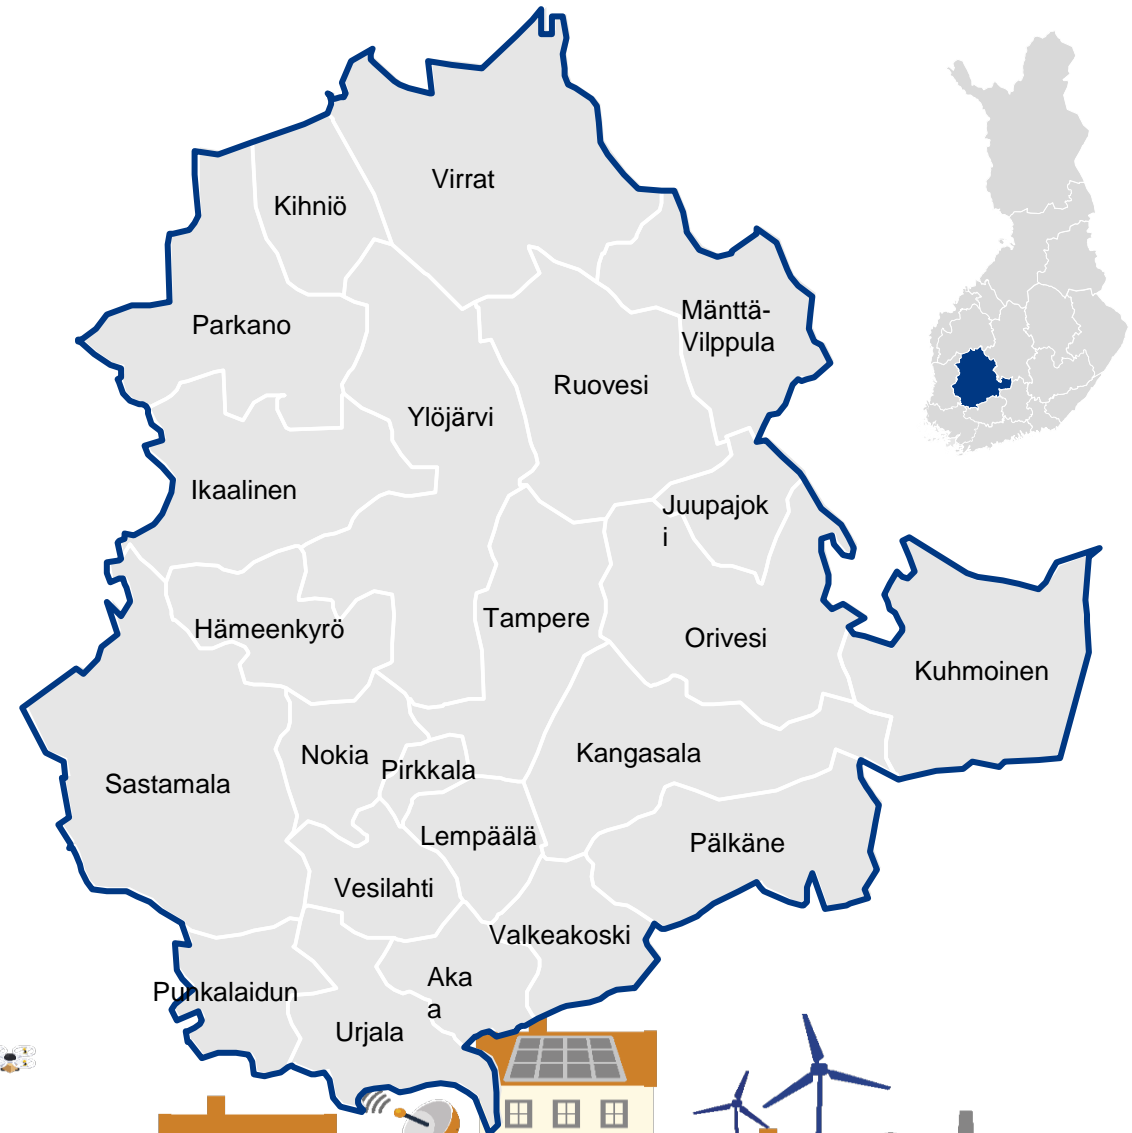 Virrat
Kihniö
Mänttä-
Vilppula
Parkano
Ruovesi
Ylöjärvi
Ikaalinen
Juupajok
i
Tampere
Hämeenkyrö
Orivesi
Kuhmoinen
Nokia
Kangasala
Pirkkala
Sastamala
Lempäälä
Pälkäne
Vesilahti
Valkeakoski
Aka
a
Punkalaidun
Urjala